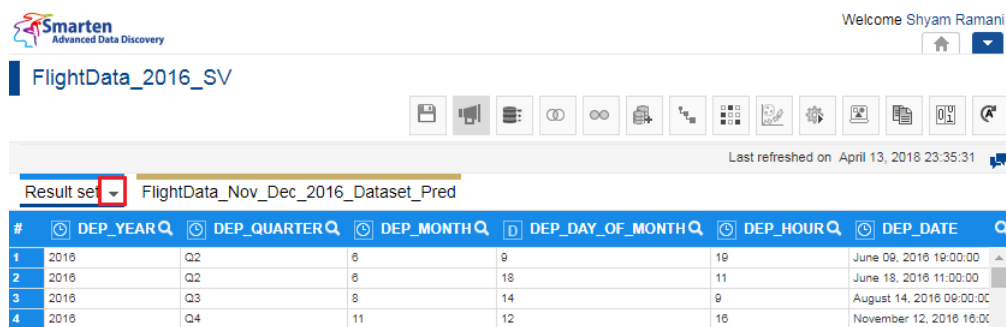 Smarten
Advanced Data Discovery
Welcome Shyam Ramani
FlightData_2016_SV
Last refreshed on April 13, 2018 23:35:31
Result set FlightData_Nov_Dec_2016_Dataset_Pred
# DEP_YEAR DEP_QUARTER DEP_MONTH D DEP_DAY_OF_MONTH DEP_HOUR DEP_DATE
1 2016 Q2 6 9 19 June 09, 2016 19:00:00
2 2016 Q2 6 18 11 June 18, 2016 11:00:00
3 2016 Q3 8 14 9 August 14, 2016 09:00:00
4 2016 Q4 11 12 16 November 12, 2016 16:00